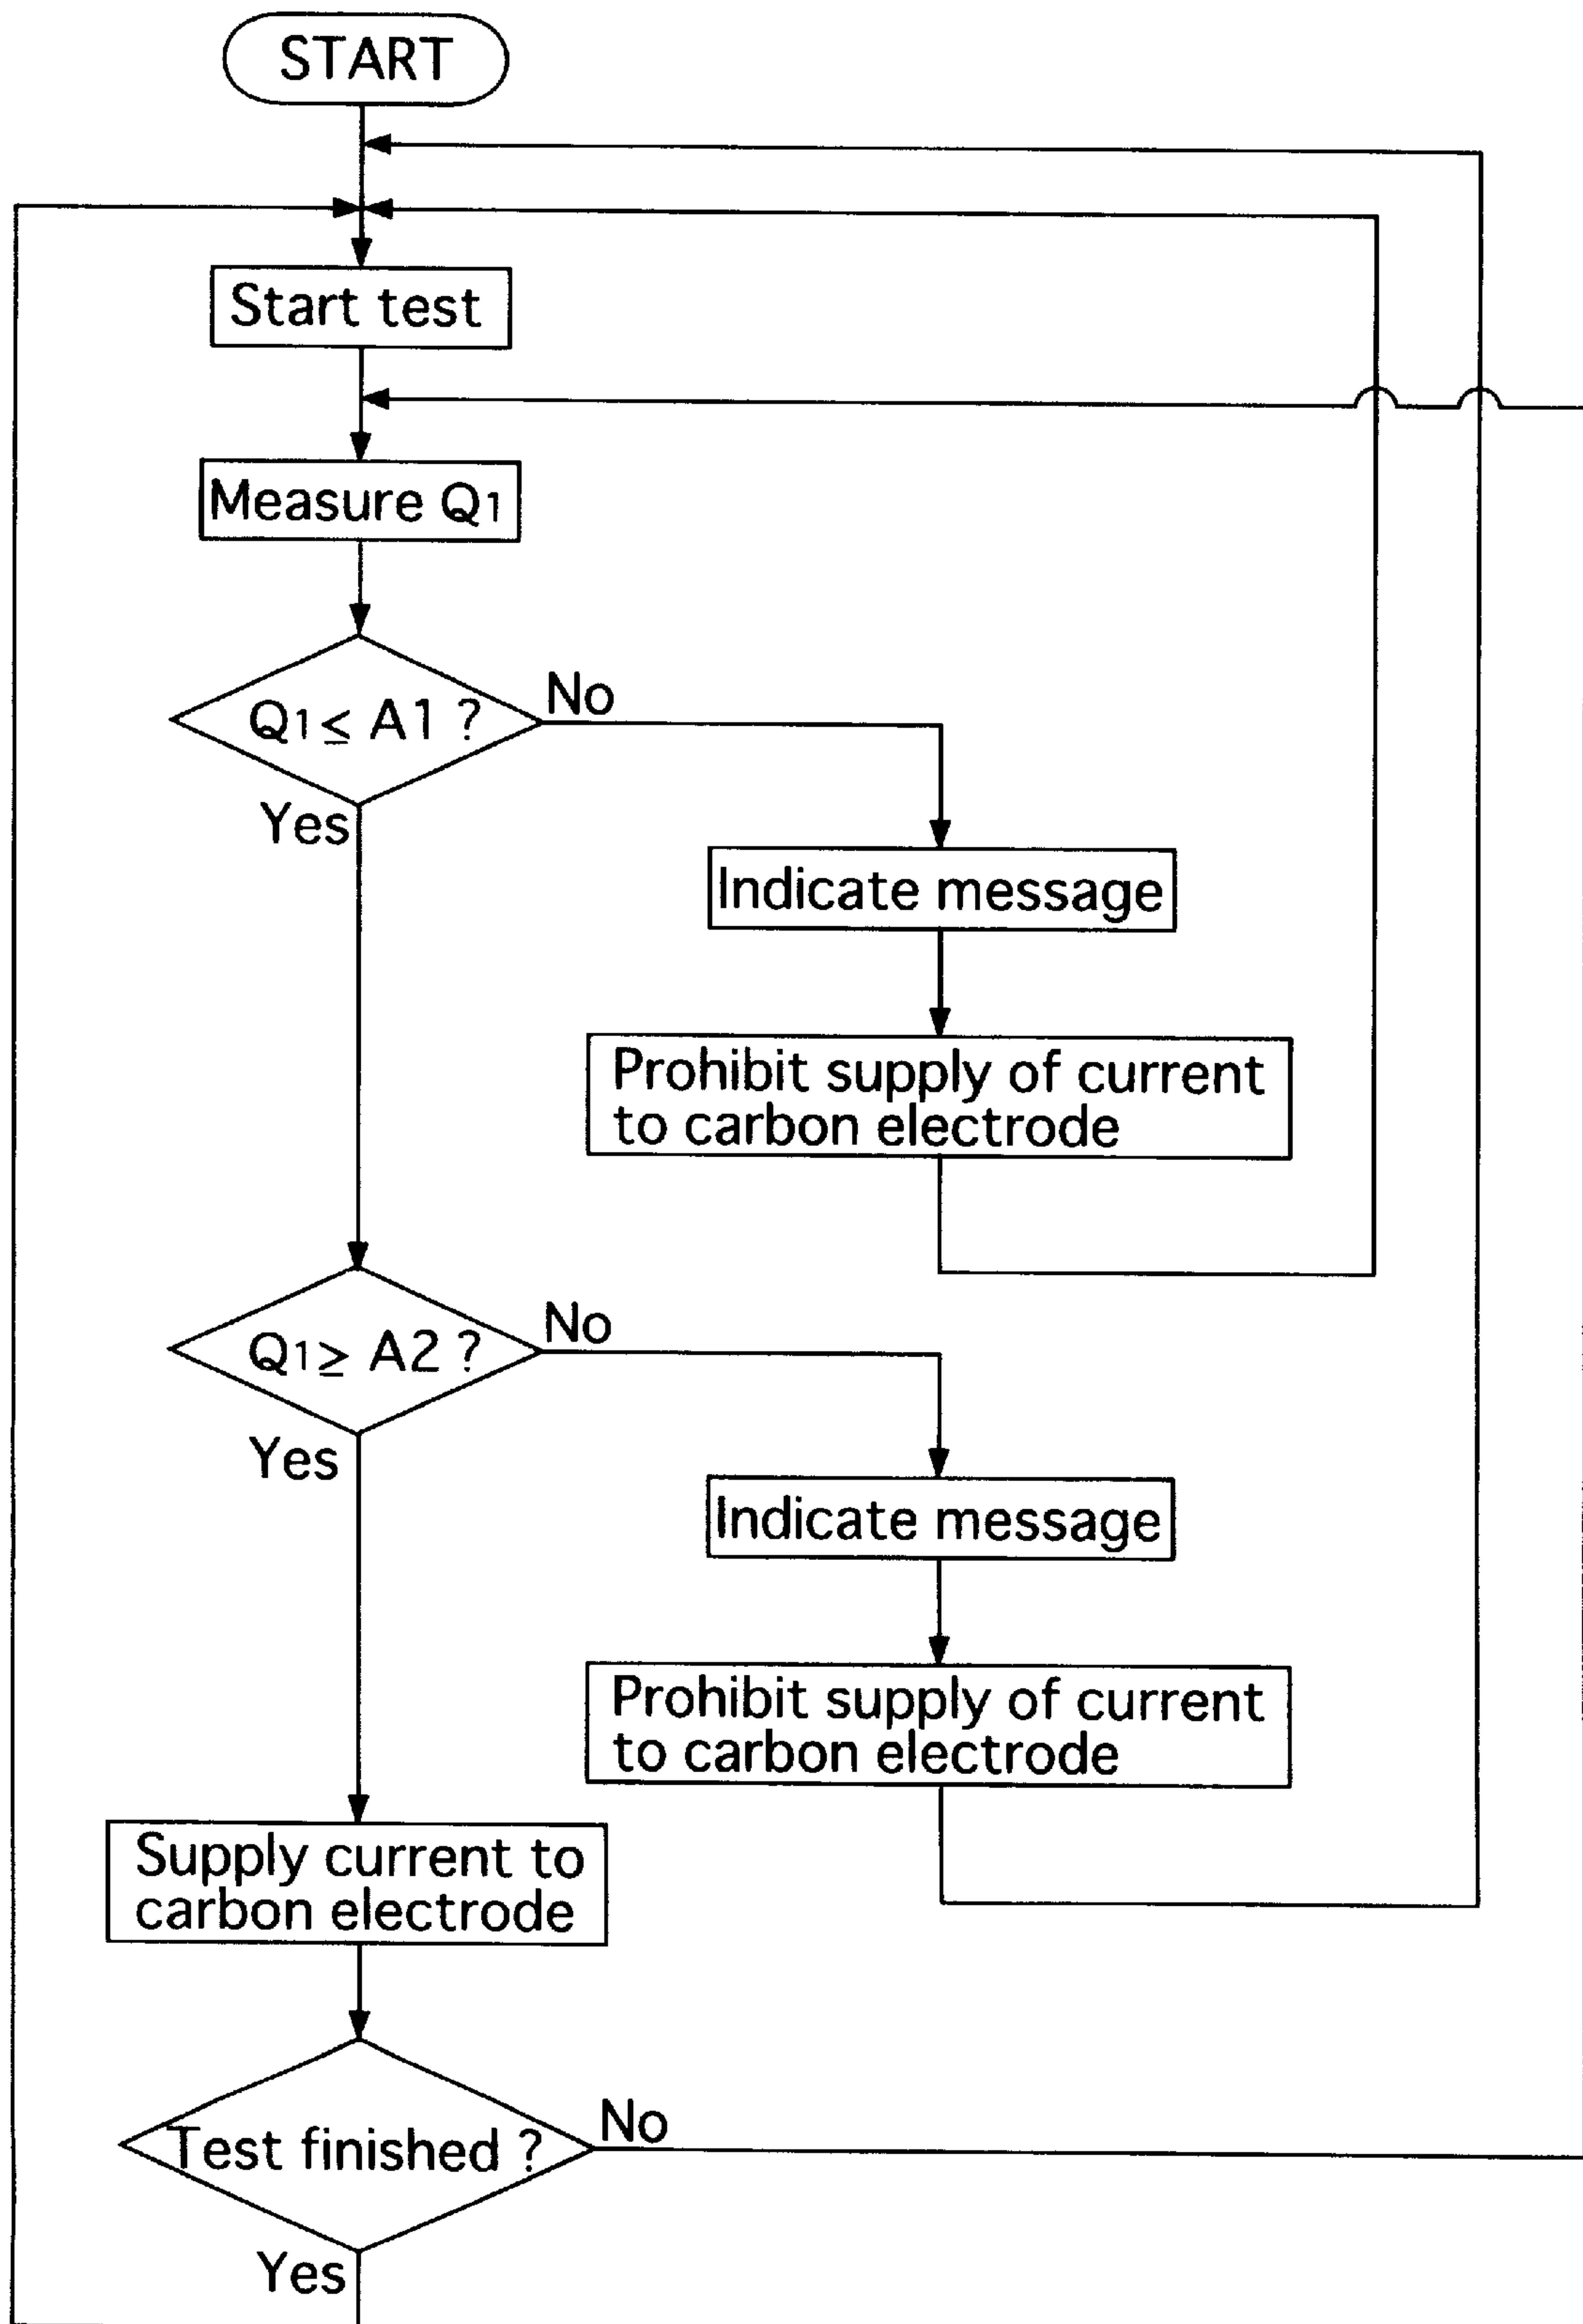 START
Start test
Measure Q1
Q1≤ A1 ?
No
Yes
Indicate message
Prohibit supply of current
to carbon electrode
Q1≥ A2 ?
No
Yes
Indicate message
Prohibit supply of current
to carbon electrode
Supply current to
carbon electrode
Test finished ?
No
Yes